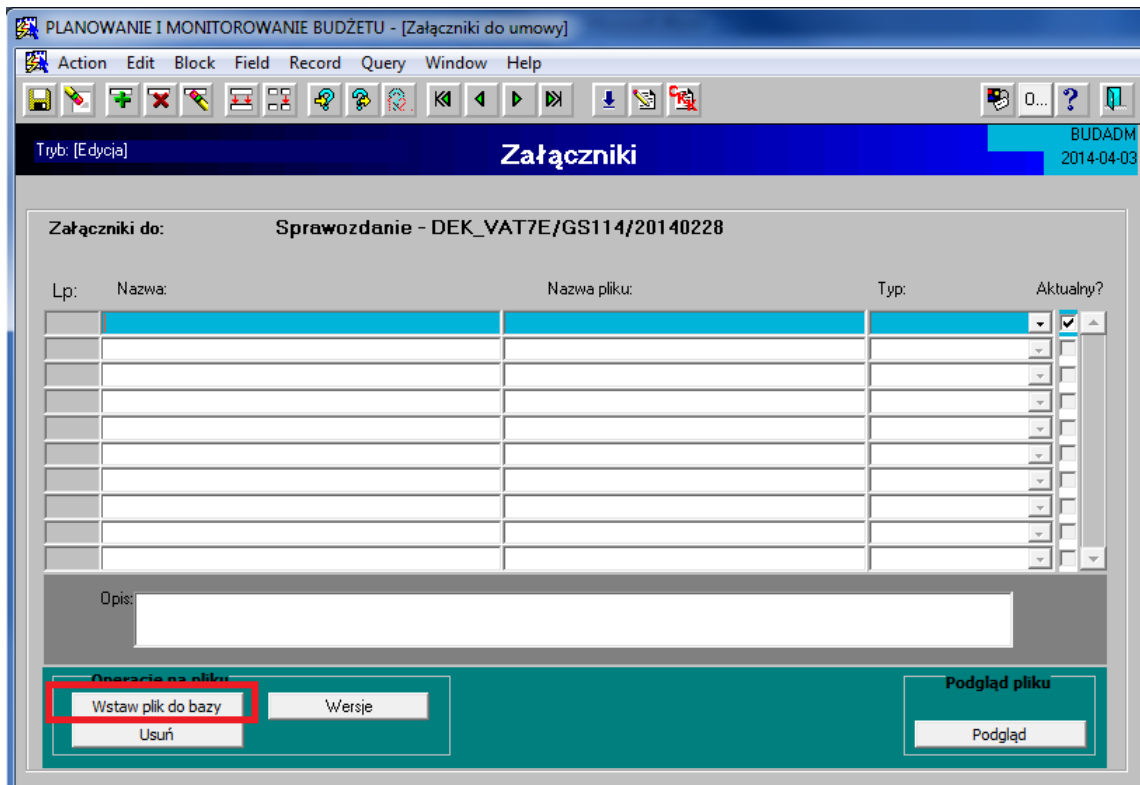 PLANOWANIE I MONITOROWANIE BUDŻETU - [Załączniki do umowy]
Action Edit Block Field Record Query Window Help
0... ?
Tryb: [Edycja] Załączniki BUDADM
2014-04-03
Załączniki do: Sprawozdanie - DEK_VAT7E/GS114/20140228
Lp: Nazwa: Nazwa pliku: Typ: Aktualny?
Opis:
Operacje na pliku Podgląd pliku
Wstaw plik do bazy Wersje
Usuń Podgląd